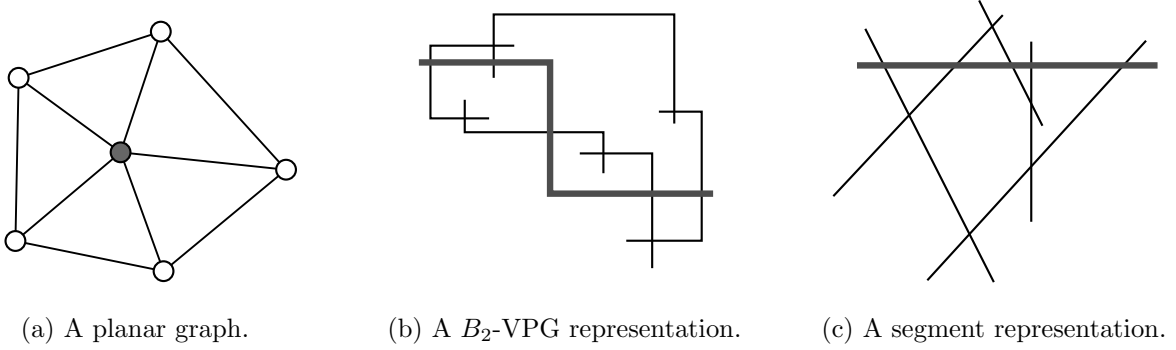 (a) A planar graph.
(b) A B₂-VPG representation.
(c) A segment representation.